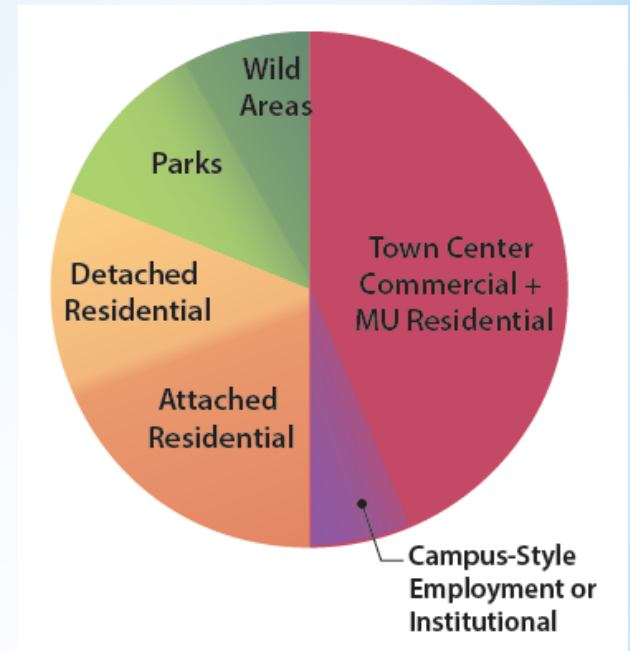 Wild
Areas
Parks
Town Center
Commercial +
MU Residential
Detached
Residential
Attached
Residential
Campus-Style
Employment or
Institutional